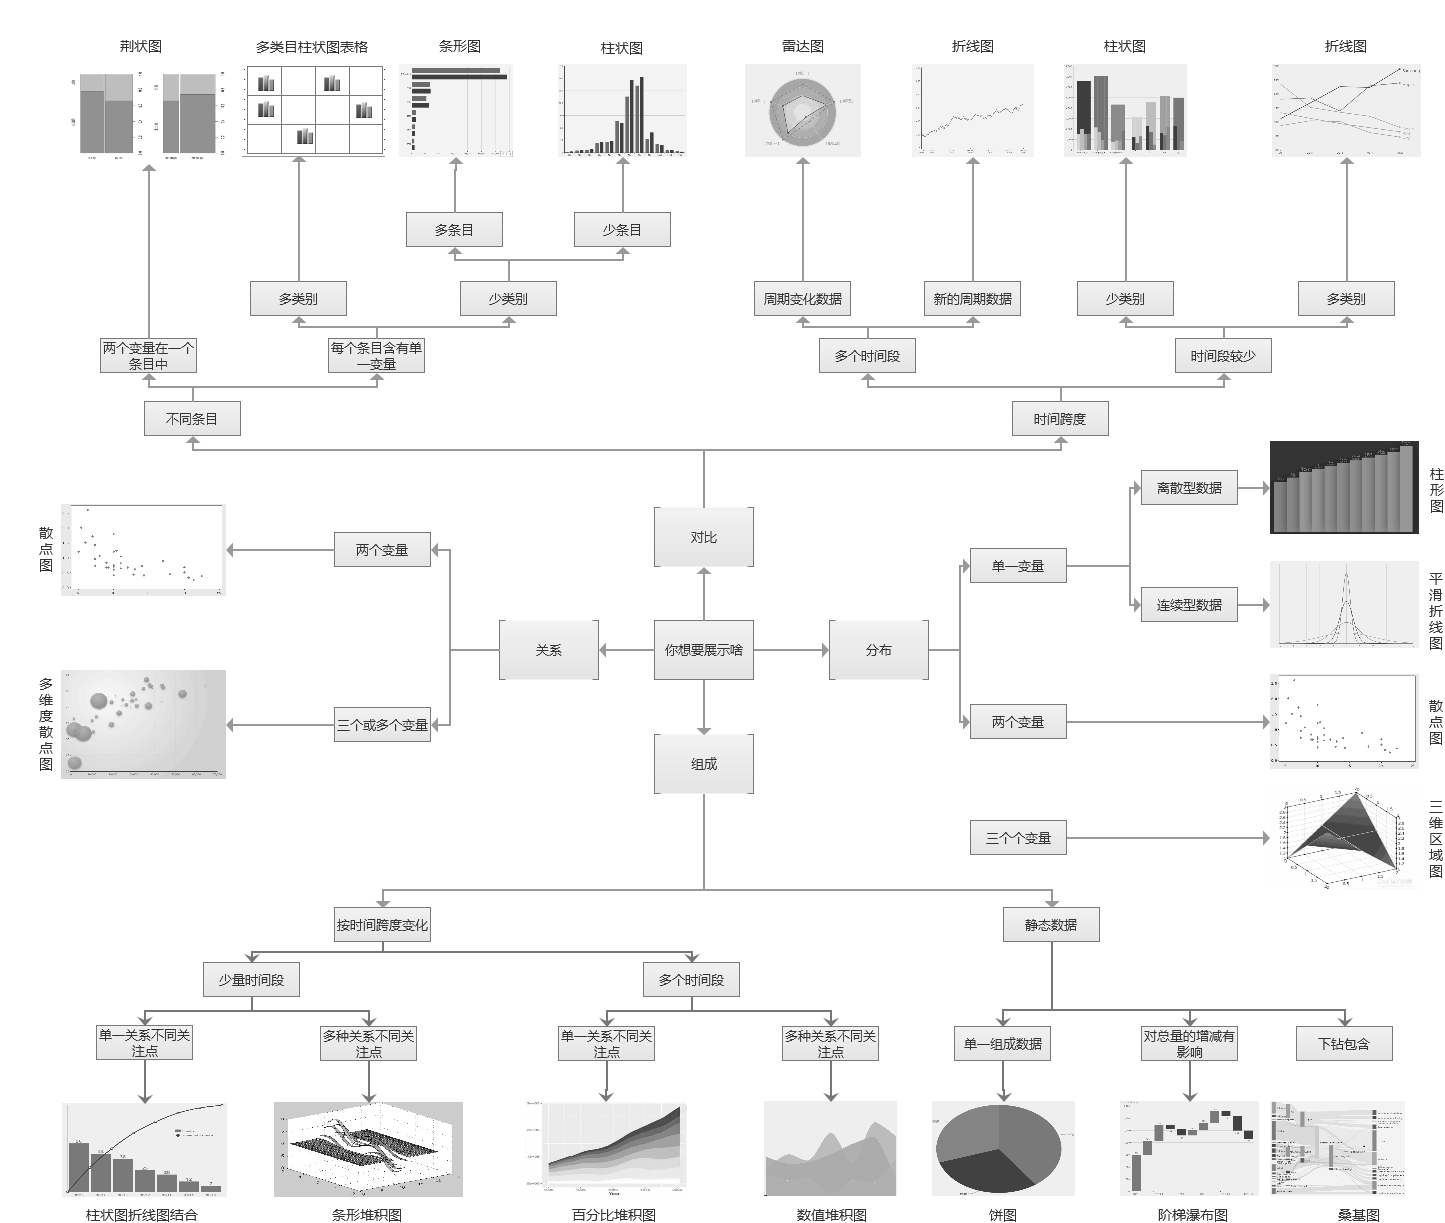 荆状图
多类目柱状图表格
条形图
柱状图
雷达图
折线图
柱状图
折线图
多条目
少条目
多类别
少类别
周期变化数据
新的周期数据
少类别
多类别
两个变量在一个
条目中
每个条目含有单
一变量
多个时间段
时间段较少
不同条目
时间跨度
散点图
两个变量
对比
单一变量
离散型数据
柱形图
连续型数据
平滑折线图
关系
你想要展示啥
分布
多维度散点图
三个或多个变量
两个变量
散点图
组成
三个个变量
三维区域图
按时间跨度变化
静态数据
少量时间段
多个时间段
单一关系不同关
注点
多种关系不同关
注点
单一关系不同关
注点
多种关系不同关
注点
单一组成数据
对总量的增减有
影响
下钻包含
Year
柱状图折线图结合
条形堆积图
百分比堆积图
数值堆积图
饼图
阶梯瀑布图
桑基图